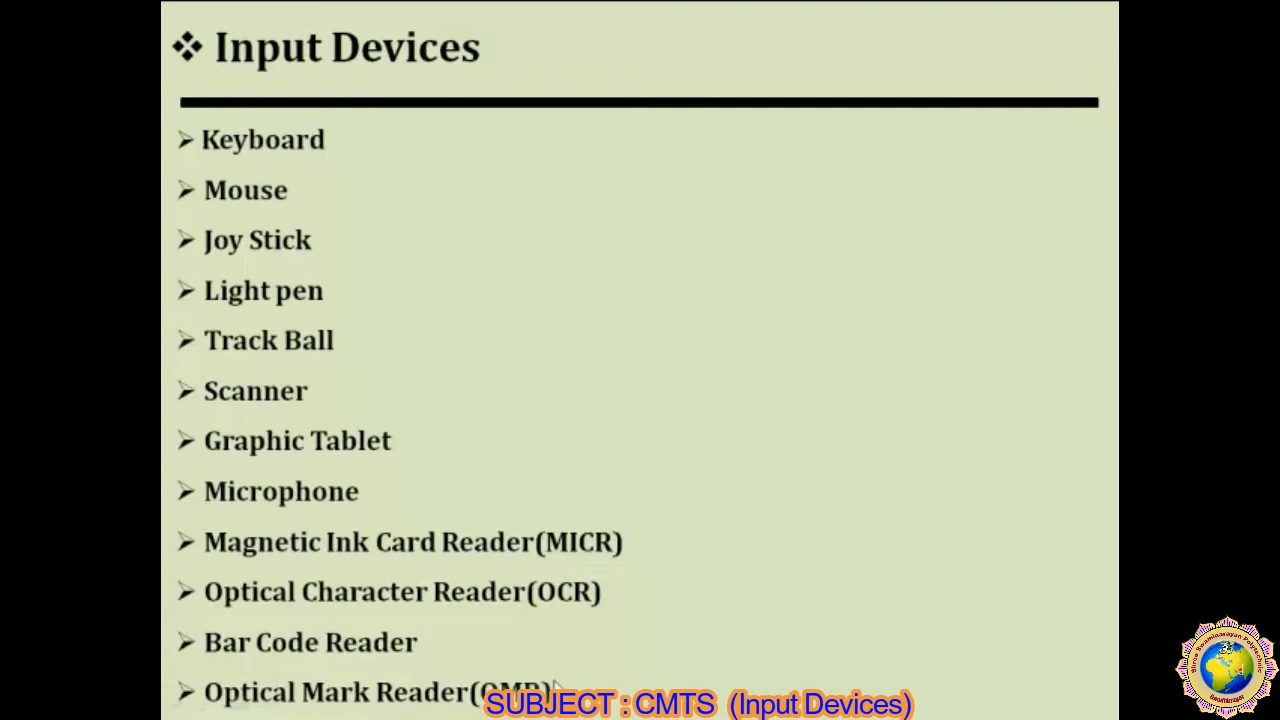 ❖ Input Devices
➢ Keyboard
➢ Mouse
➢ Joy Stick
➢ Light pen
➢ Track Ball
➢ Scanner
➢ Graphic Tablet
➢ Microphone
➢ Magnetic Ink Card Reader(MICR)
➢ Optical Character Reader(OCR)
➢ Bar Code Reader
➢ Optical Mark Reader(OMR)
SUBJECT : CMTS (Input Devices)